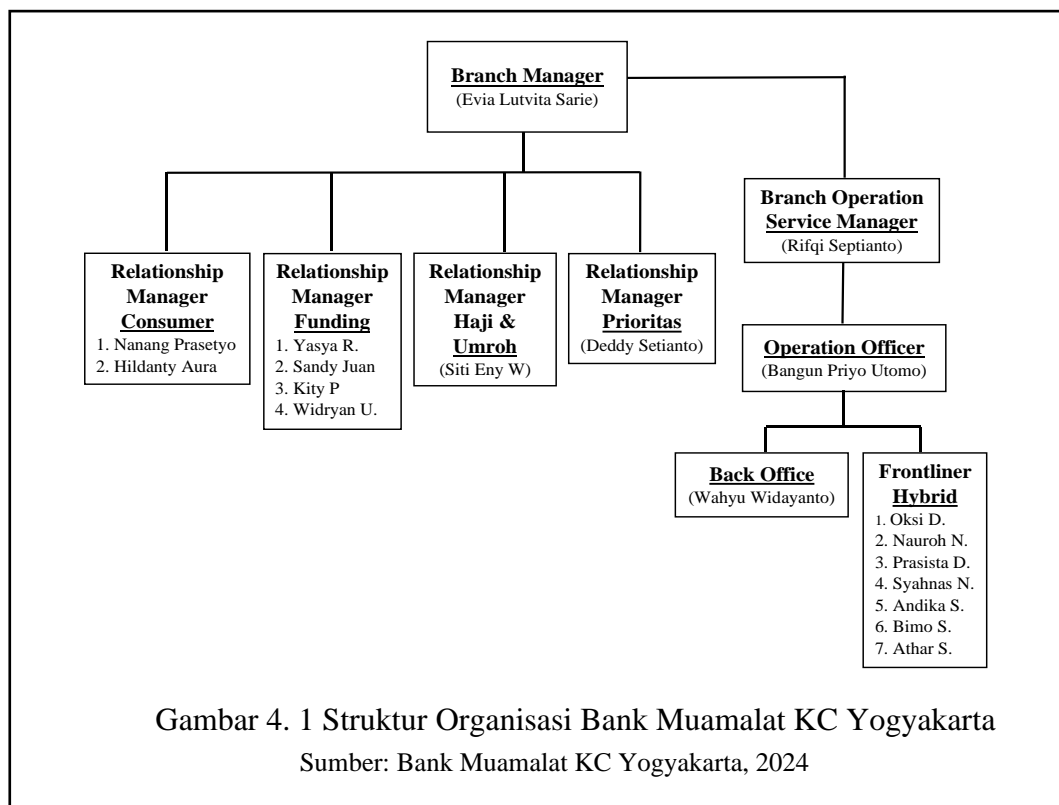 Branch Manager
(Evia Lutvita Sarie)
Branch Operation
Service Manager
(Rifqi Septianto)
Relationship
Manager
Consumer
1. Nanang Prasetyo
2. Hildanty Aura
Relationship
Manager
Funding
1. Yasya R.
2. Sandy Juan
3. Kity P
4. Widryan U.
Relationship
Manager
Haji &
Umroh
(Siti Eny W)
Relationship
Manager
Prioritas
(Deddy Setianto)
Operation Officer
(Bangun Priyo Utomo)
Back Office
(Wahyu Widayanto)
Frontliner
Hybrid
1. Oksi D.
2. Nauroh N.
3. Prasista D.
4. Syahnas N.
5. Andika S.
6. Bimo S.
7. Athar S.
Gambar 4. 1 Struktur Organisasi Bank Muamalat KC Yogyakarta
Sumber: Bank Muamalat KC Yogyakarta, 2024